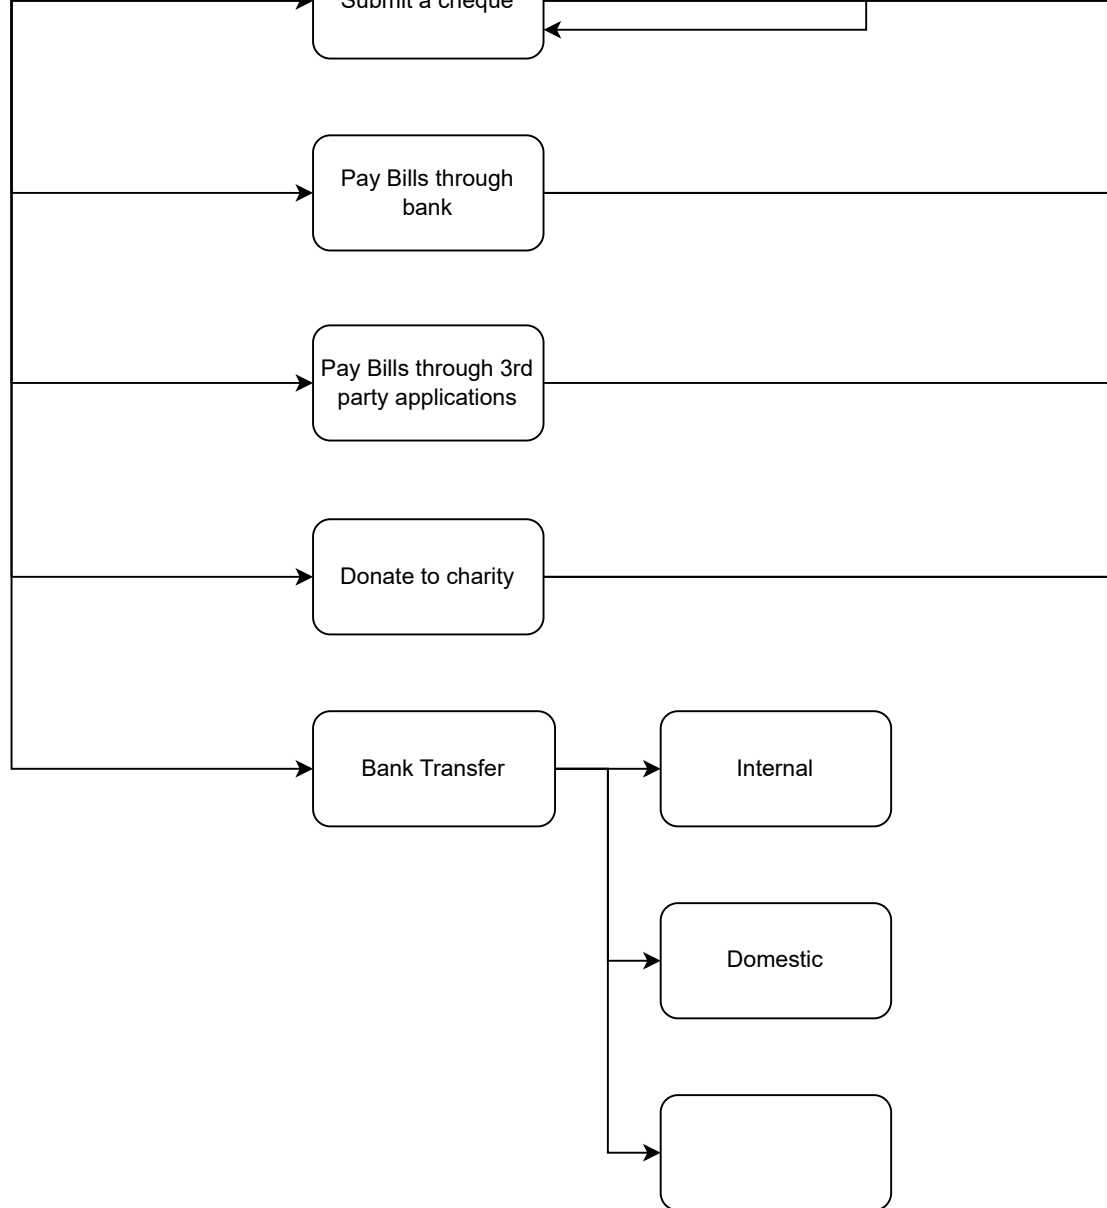 Submit a cheque
Pay Bills through
bank
Pay Bills through 3rd
party applications
Donate to charity
Bank Transfer
Internal
Domestic